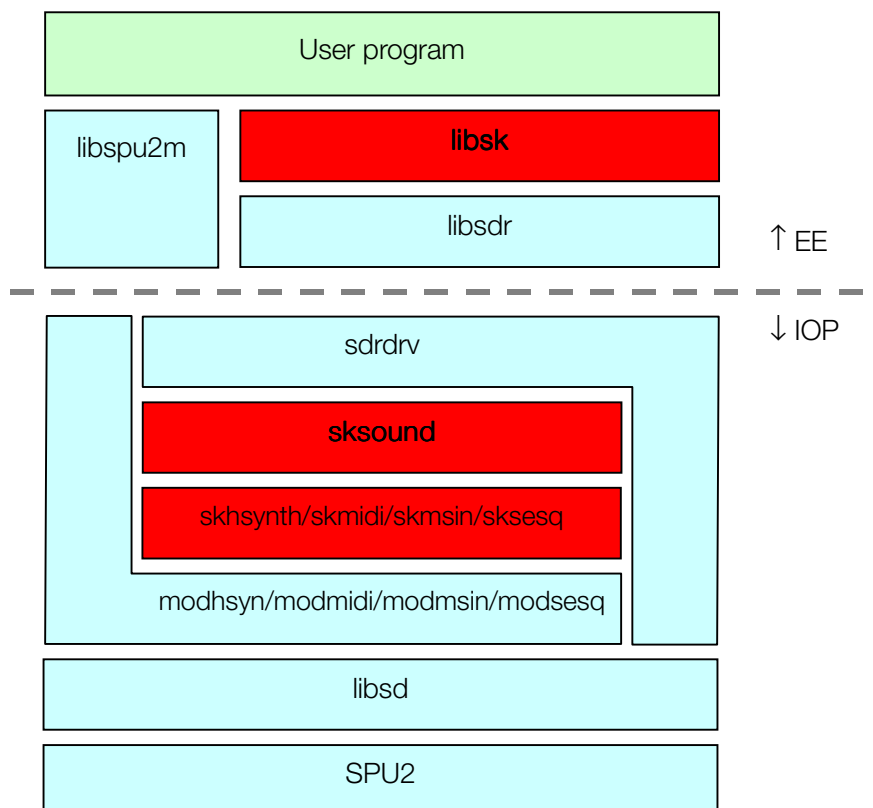 User program
libspu2m
libsk
libsdr
↑ EE
↓ IOP
sdrdrv
sksound
skhsynth/skmidi/skmsin/sksesq
modhsyn/modmidi/modmsin/modsesq
libsd
SPU2